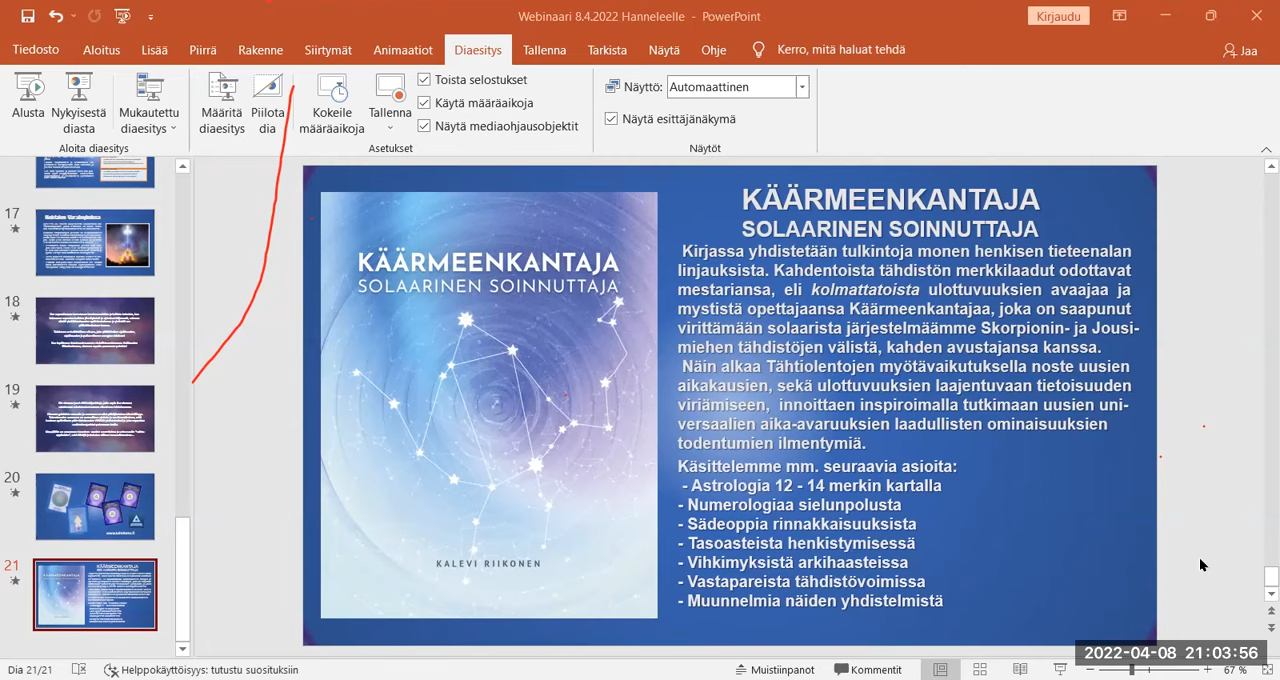 Webinaari 8.4.2022 Hanneleelle - PowerPoint
Kirjaudu
Tiedosto Aloitus Lisää Piirrä Rakenne Siirtymät Animaatiot Diaesitys Tallenna Tarkista Näytä Ohje Kerro, mitä haluat tehdä Jaa
Alusta
Nykyisestä
diasta
Mukautettu
diaesitys
Aloita diaesitys
Määritä
diaesitys
Piilota
dia
Kokeile
määräaikoja
Tallenna
Toista selostukset
Käytä määräaikoja
Näytä mediaohjausobjektit
Asetukset
Näyttö: Automaattinen
Näytä esittäjänäkymä
Näytöt
17
18
19
20
21
KÄÄRMEENKANTAJA
SOLAARINEN SOINNUTTAJA
KALEVI RIIKONEN
KÄÄRMEENKANTAJA
SOLAARINEN SOINNUTTAJA
Kirjassa yhdistetään tulkintoja monen henkisen tieteenalan
linjauksista. Kahdentoista tähdistön merkkilaadut odottavat
mestariansa, eli kolmattatoista ulottuvuuksien avaajaa ja
mystistä opettajaansa Käärmeenkantajaa, joka on saapunut
virittämään solaarista järjestelmäämme Skorpionin- ja Jousi-
miehen tähdistöjen välistä, kahden avustajansa kanssa.
Näin alkaa Tähtiolentojen myötävaikutuksella noste uusien
aikakausien, sekä ulottuvuuksien laajentuvaan tietoisuuden
viriämiseen, innoittaen inspiroimalla tutkimaan uusien uni-
versaalien aika-avaruuksien laadullisten ominaisuuksien
todentumien ilmentymiä.
Käsittelemme mm. seuraavia asioita:
- Astrologia 12 - 14 merkin kartalla
- Numerologiaa sielunpolusta
- Sädeoppia rinnakkaisuuksista
- Tasoasteista henkistymisessä
- Vihkimyksistä arkihaasteissa
- Vastapareista tähdistövoimissa
- Muunnelmia näiden yhdistelmistä
2022-04-08 21:03:56
Dia 21/21 Helppokäyttöisyys: tutustu suosituksiin Muistiinpanot Kommentit 67 %